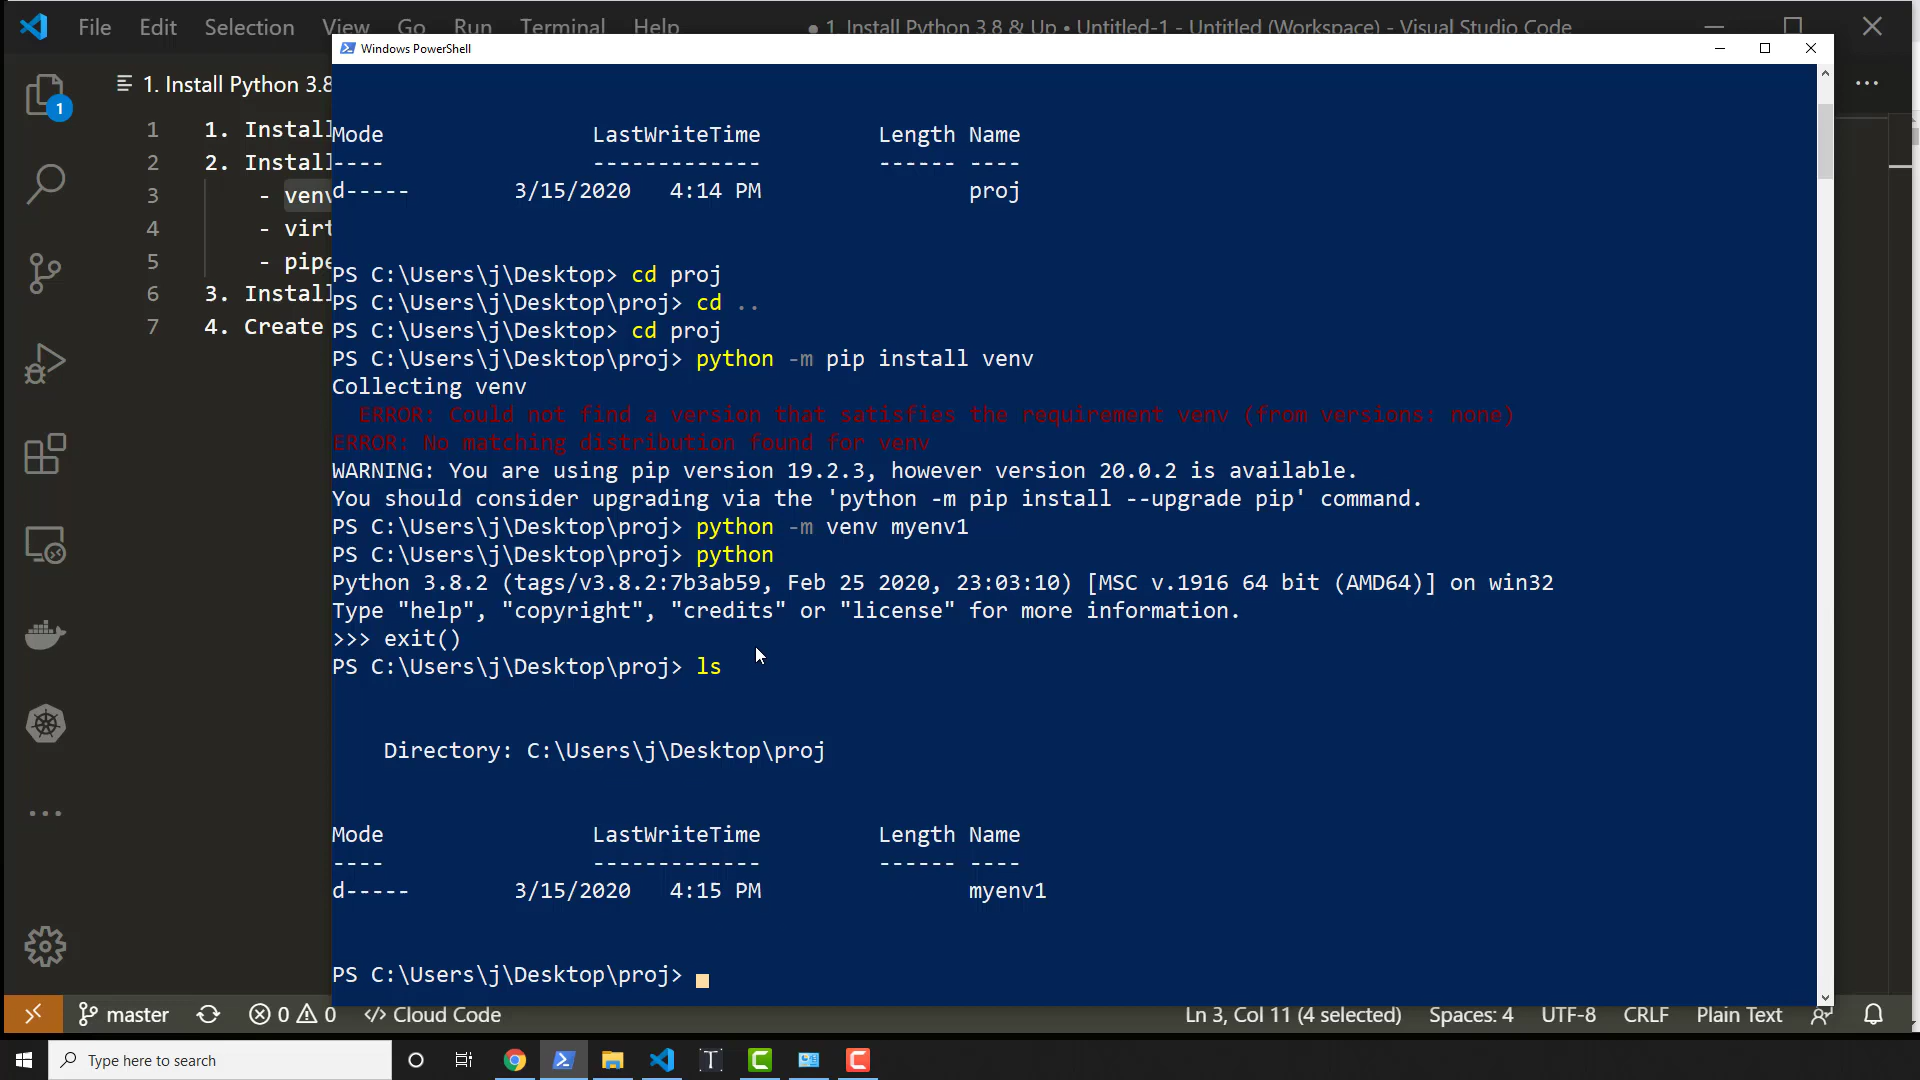 File Edit Selection View Go Run Terminal Help ● 1. Install Python 3.8 & Up • Untitled-1 - Untitled (Workspace) - Visual Studio Code
Windows PowerShell
1. Install Python 3.8
1 1. Install
2 2. Install
3 - venv
4 - virt
5 - pipe
6 3. Install
7 4. Create
1
Mode LastWriteTime Length Name
---- ------------- ------ ----
d----- 3/15/2020 4:14 PM proj
PS C:\Users\j\Desktop> cd proj
PS C:\Users\j\Desktop\proj> cd ..
PS C:\Users\j\Desktop> cd proj
PS C:\Users\j\Desktop\proj> python -m pip install venv
Collecting venv
ERROR: Could not find a version that satisfies the requirement venv (from versions: none)
ERROR: No matching distribution found for venv
WARNING: You are using pip version 19.2.3, however version 20.0.2 is available.
You should consider upgrading via the 'python -m pip install --upgrade pip' command.
PS C:\Users\j\Desktop\proj> python -m venv myenv1
PS C:\Users\j\Desktop\proj> python
Python 3.8.2 (tags/v3.8.2:7b3ab59, Feb 25 2020, 23:03:10) [MSC v.1916 64 bit (AMD64)] on win32
Type "help", "copyright", "credits" or "license" for more information.
>>> exit()
PS C:\Users\j\Desktop\proj> ls
Directory: C:\Users\j\Desktop\proj
Mode LastWriteTime Length Name
---- ------------- ------ ----
d----- 3/15/2020 4:15 PM myenv1
PS C:\Users\j\Desktop\proj>
master 0 0 Cloud Code Ln 3, Col 11 (4 selected) Spaces: 4 UTF-8 CRLF Plain Text
Type here to search